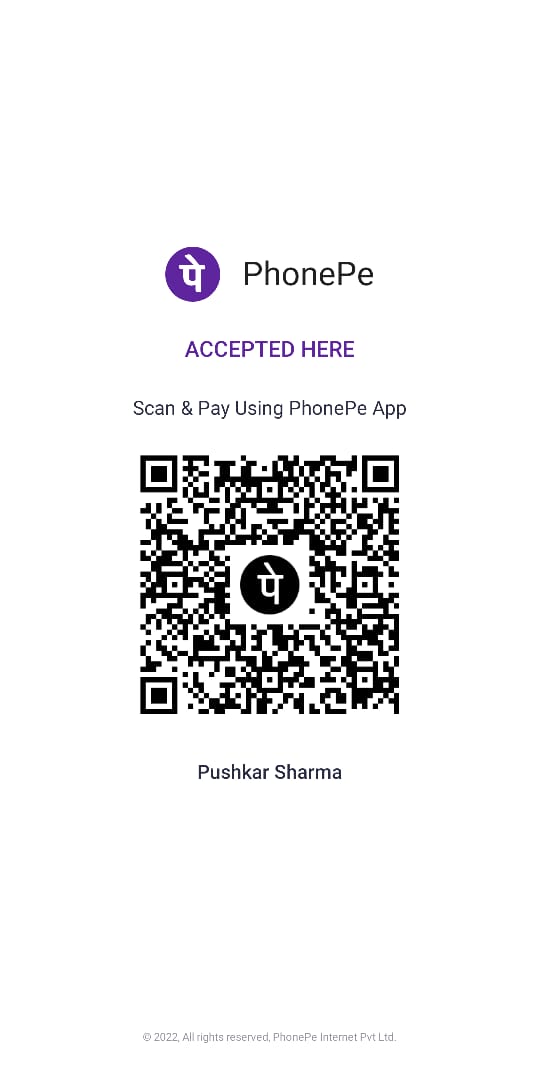 पे PhonePe
ACCEPTED HERE
Scan & Pay Using PhonePe App
पे
Pushkar Sharma
© 2022, All rights reserved, PhonePe Internet Pvt Ltd.